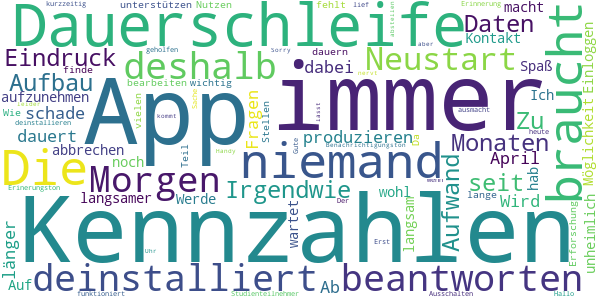 kurzzeitig unterstützen Nutzen fehlt lief Erinnerung
Dauerschleife macht
Daten
Eindruck geholfen Sorry dauern aber Kontakt
deshalb Neustart
finde dabei Spaß
Aufbau bearbeiten wichtig Ich
aufzunehmen App immer
vielen Fragen Stellen
Wie schade produzieren Zu
deinstallieren kommt
dauert Teil nandy Gute Benachrichtigungston Da heute
abbrechen noch niemand Monaten
Die Morgen April
seit hab
Erinnerungston langsamer Irgendwie wohl lange
Werde Der Wird
Kennzahlen
wartet langsam Aufwand
länger Uhr Erst
Auf deinstalliert Ab beantworten
funktioniert Studienteilnehmer Ausschalten Hallo
braucht
Möglichkeit Einloggen
unheimlich
Erforschung
ausmacht